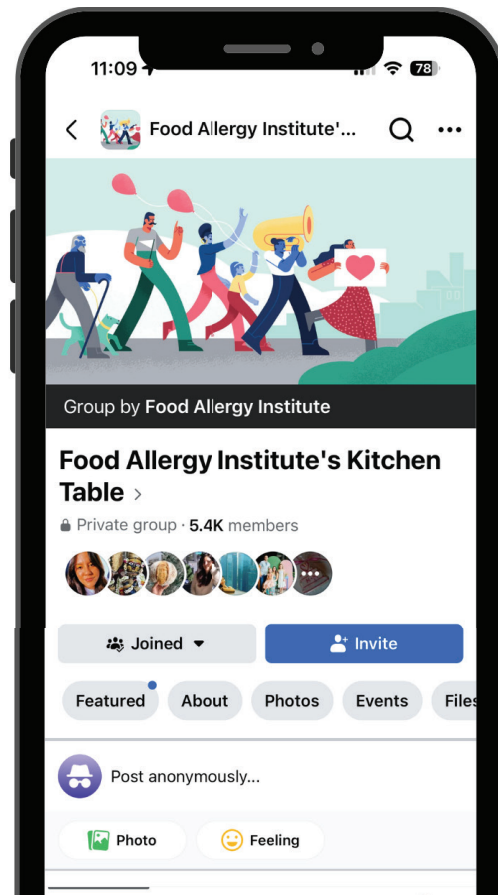 11:09
78
Food Allergy Institute'...
Group by Food Allergy Institute
Food Allergy Institute's Kitchen
Table >
Private group · 5.4K members
Joined
Invite
Featured
About
Photos
Events
Files
Post anonymously...
Photo
Feeling